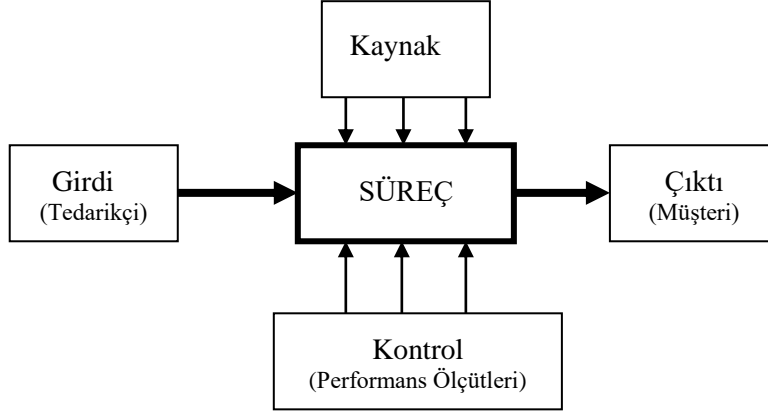 Kaynak
Girdi
(Tedarikçi)
SÜREÇ
Çıktı
(Müşteri)
Kontrol
(Performans Ölçütleri)